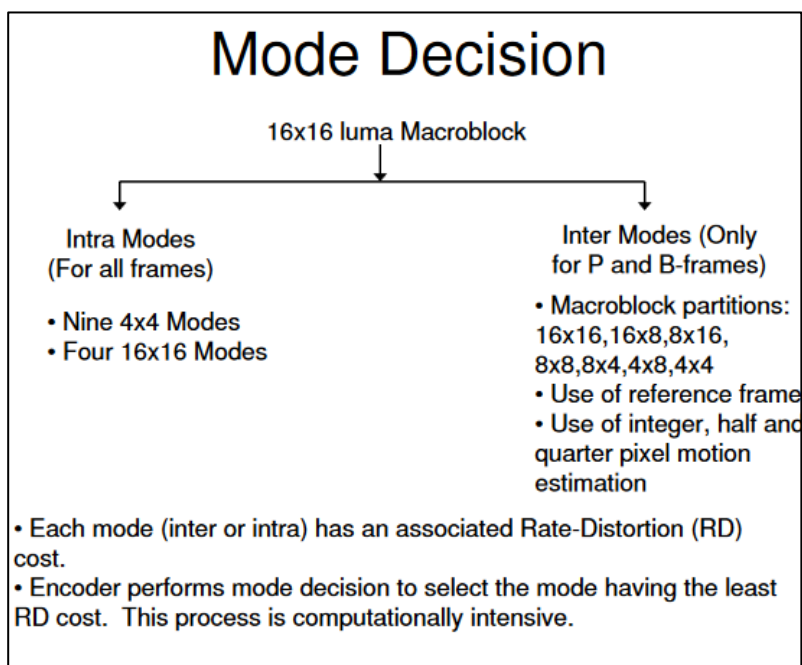 Mode Decision
16x16 luma Macroblock
Intra Modes
(For all frames)
• Nine 4x4 Modes
• Four 16x16 Modes
Inter Modes (Only
for P and B-frames)
• Macroblock partitions:
16x16,16x8,8x16,
8x8,8x4,4x8,4x4
• Use of reference frame
• Use of integer, half and
quarter pixel motion
estimation
• Each mode (inter or intra) has an associated Rate-Distortion (RD)
cost.
• Encoder performs mode decision to select the mode having the least
RD cost. This process is computationally intensive.